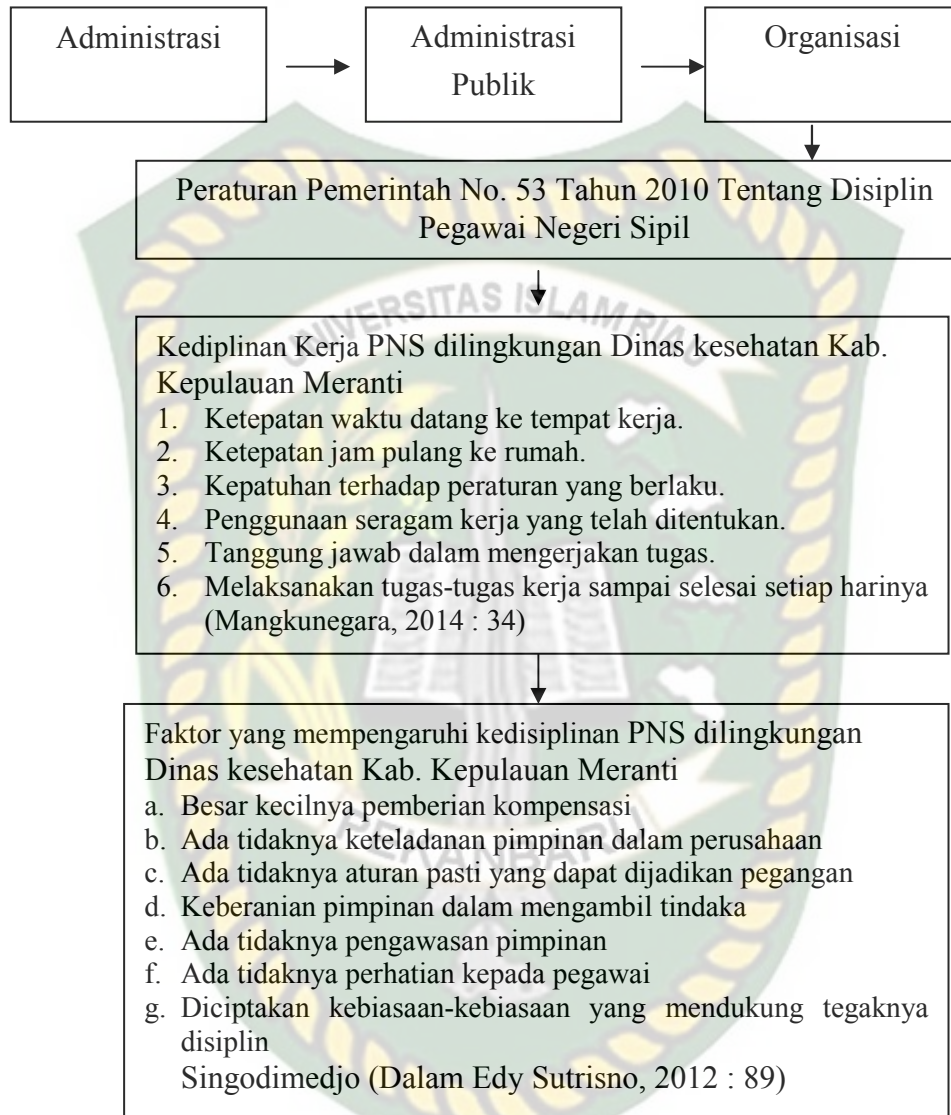 Administrasi
Administrasi
Publik
Organisasi
Peraturan Pemerintah No. 53 Tahun 2010 Tentang Disiplin
Pegawai Negeri Sipil
UNIVERSITAS ISLAM RIAU
Kediplinan Kerja PNS dilingkungan Dinas kesehatan Kab.
Kepulauan Meranti
1. Ketepatan waktu datang ke tempat kerja.
2. Ketepatan jam pulang ke rumah.
3. Kepatuhan terhadap peraturan yang berlaku.
4. Penggunaan seragam kerja yang telah ditentukan.
5. Tanggung jawab dalam mengerjakan tugas.
6. Melaksanakan tugas-tugas kerja sampai selesai setiap harinya
(Mangkunegara, 2014 : 34)
Faktor yang mempengaruhi kedisiplinan PNS dilingkungan
Dinas kesehatan Kab. Kepulauan Meranti
a. Besar kecilnya pemberian kompensasi
b. Ada tidaknya keteladanan pimpinan dalam perusahaan
c. Ada tidaknya aturan pasti yang dapat dijadikan pegangan
d. Keberanian pimpinan dalam mengambil tindaka
e. Ada tidaknya pengawasan pimpinan
f. Ada tidaknya perhatian kepada pegawai
g. Diciptakan kebiasaan-kebiasaan yang mendukung tegaknya
disiplin
Singodimedjo (Dalam Edy Sutrisno, 2012 : 89)
PEKANBARU